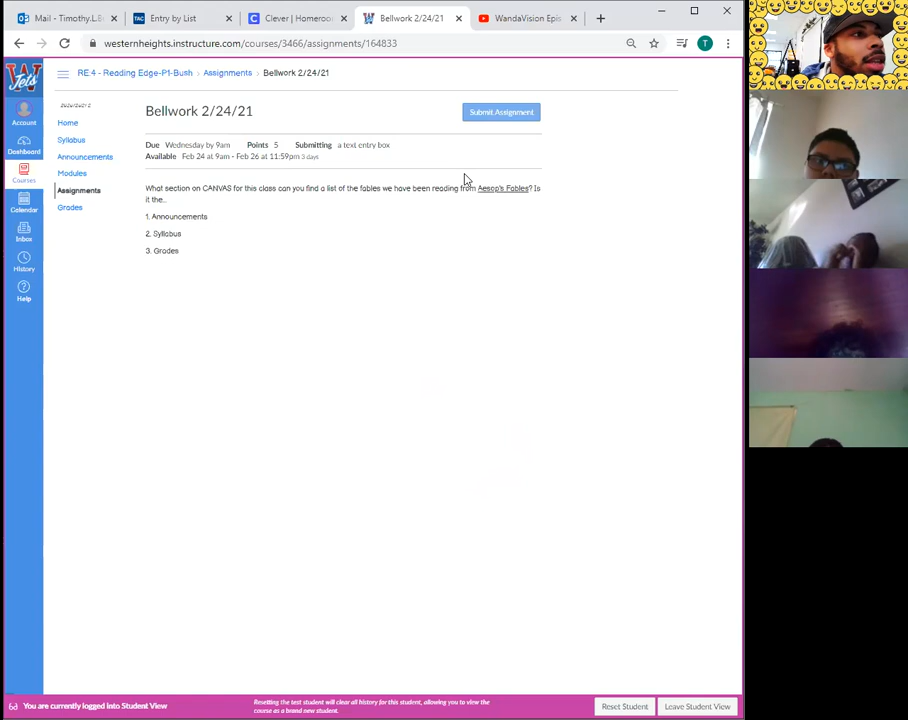 Mail - Timothy.L.B
Entry by List
Clever | Homeroo
Bellwork 2/24/21
WandaVision Epis
westernheights.instructure.com/courses/3466/assignments/164833
T
Jets
RE 4 - Reading Edge-P1-Bush > Assignments > Bellwork 2/24/21
Account
Dashboard
Courses
Calendar
Inbox
History
Help
Home
Syllabus
Announcements
Modules
Assignments
Grades
Bellwork 2/24/21
Submit Assignment
Due Wednesday by 9am Points 5 Submitting a text entry box
Available Feb 24 at 9am - Feb 26 at 11:59pm 3 days
What section on CANVAS for this class can you find a list of the fables we have been reading from Aesop's Fables? Is
it the..
1. Announcements
2. Syllabus
3. Grades
You are currently logged into Student View
Resetting the test student will clear all history for this student, allowing you to view the
course as a brand new student.
Reset Student
Leave Student View